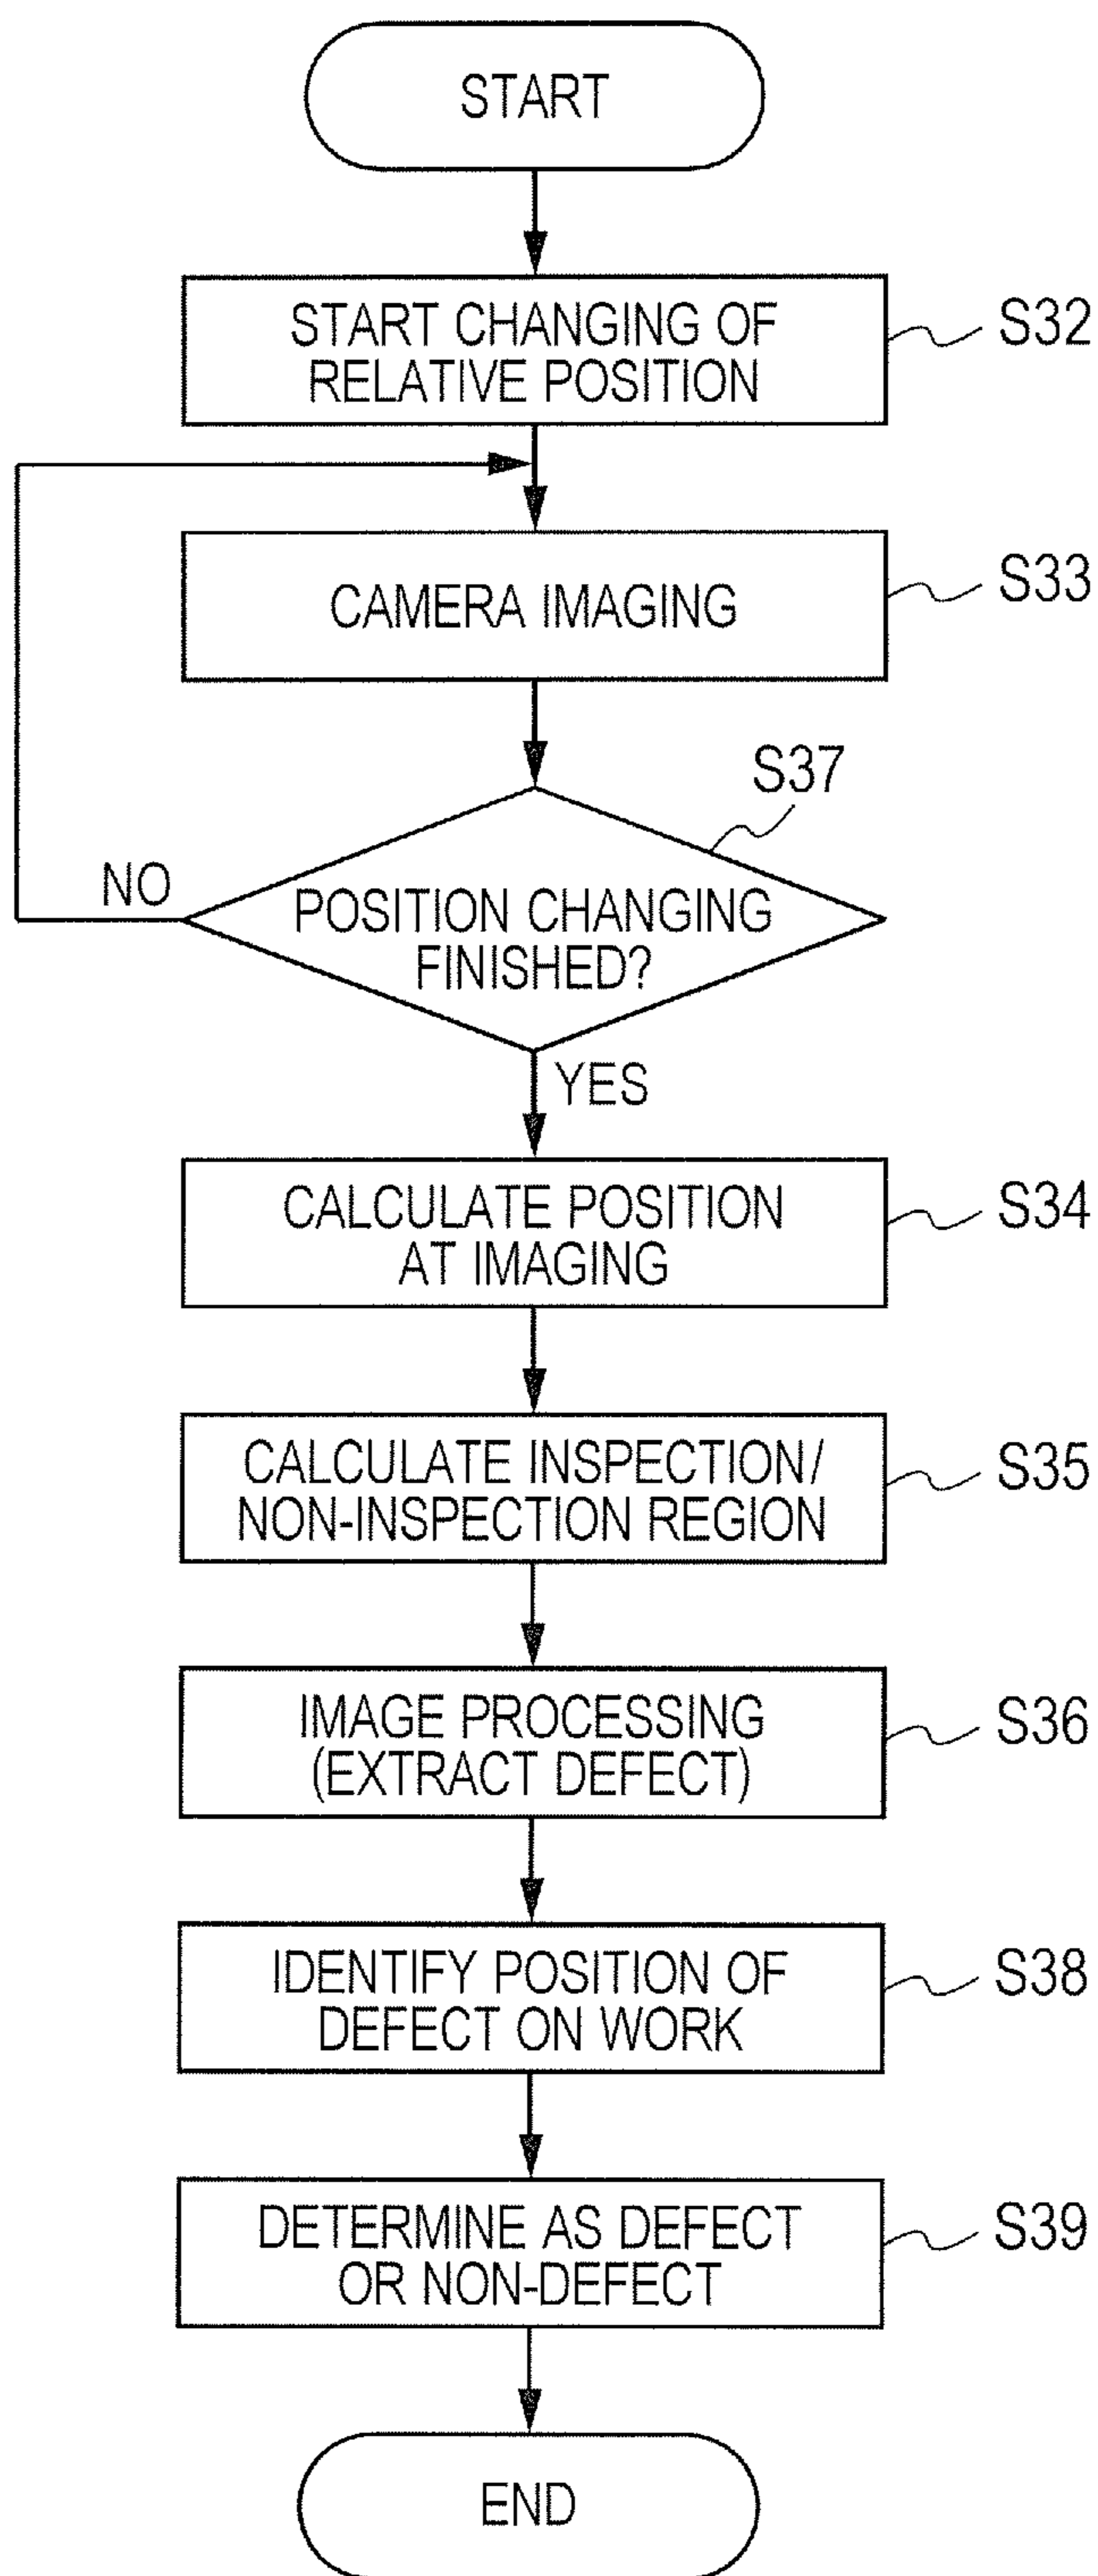 START
START CHANGING OF
RELATIVE POSITION
S32
CAMERA IMAGING
S33
S37
NO
POSITION CHANGING
FINISHED?
YES
CALCULATE POSITION
AT IMAGING
S34
CALCULATE INSPECTION/
NON-INSPECTION REGION
S35
IMAGE PROCESSING
(EXTRACT DEFECT)
S36
IDENTIFY POSITION OF
DEFECT ON WORK
S38
DETERMINE AS DEFECT
OR NON-DEFECT
S39
END